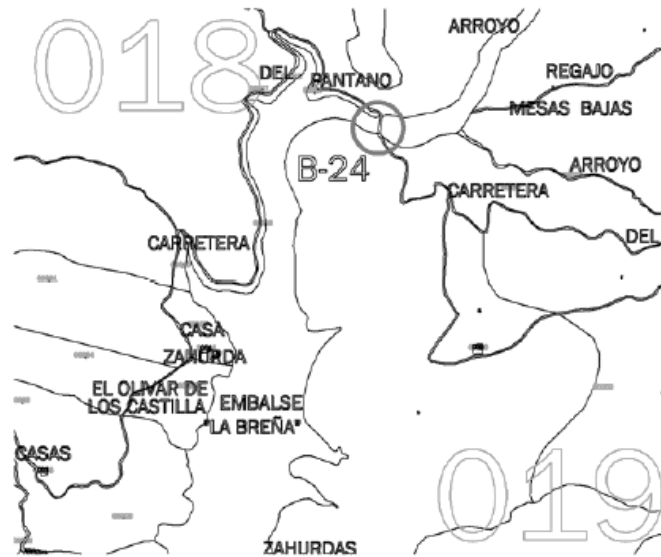 018
ARROYO
DEL
PANTANO
REGAJO
MESAS BAJAS
B-24
ARROYO
CARRETERA
DEL
CARRETERA
CASA
ZAHURDA
EL OLIVAR DE
LOS CASTILLA
EMBALSE
"LA BREÑA"
CASAS
019
ZAHURDAS